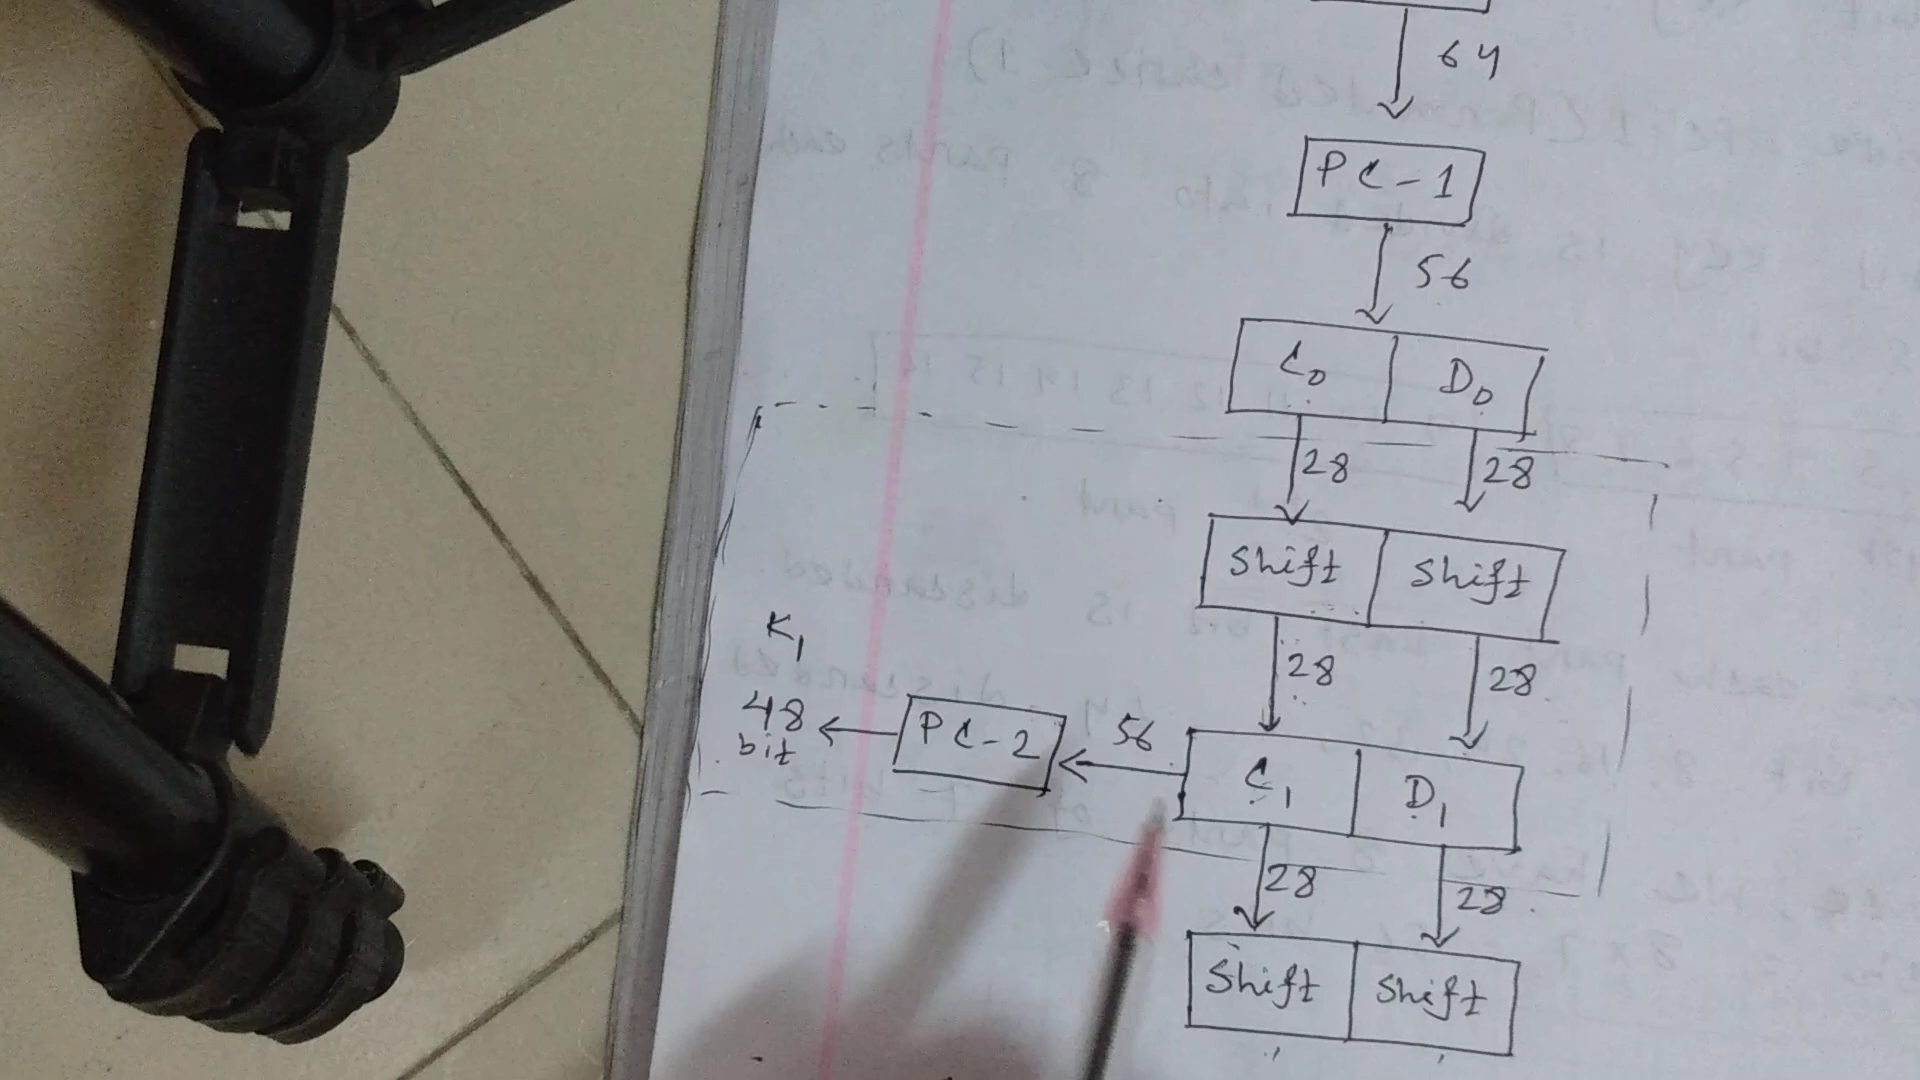 64
PC-1
56
C0 D0
28 28
Shift Shift
28 28
K1
48 bit
PC-2
56
C1 D1
28 28
Shift Shift